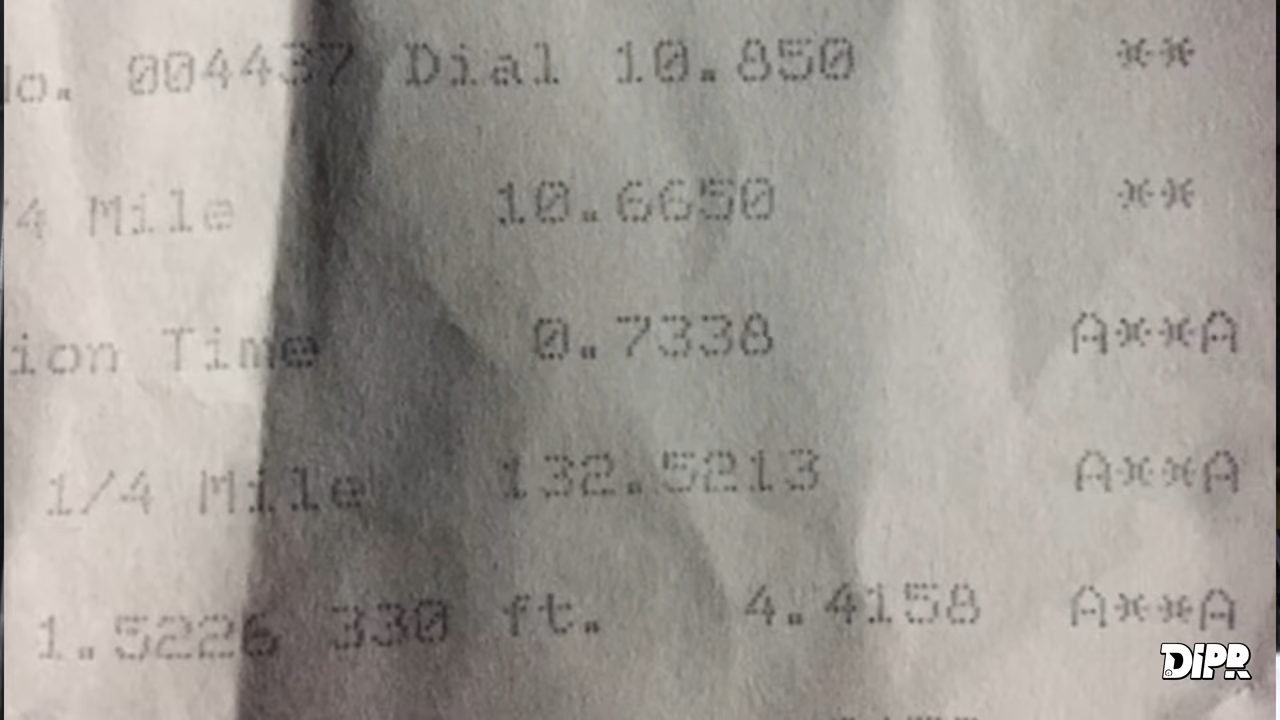 No. 004437 Dial 10.850 **
/4 Mile 10.6650 **
ion Time 0.7338 A**A
1/4 Mile 132.5213 A**A
1.5226 330 ft. 4.4158 A**A
DiPR